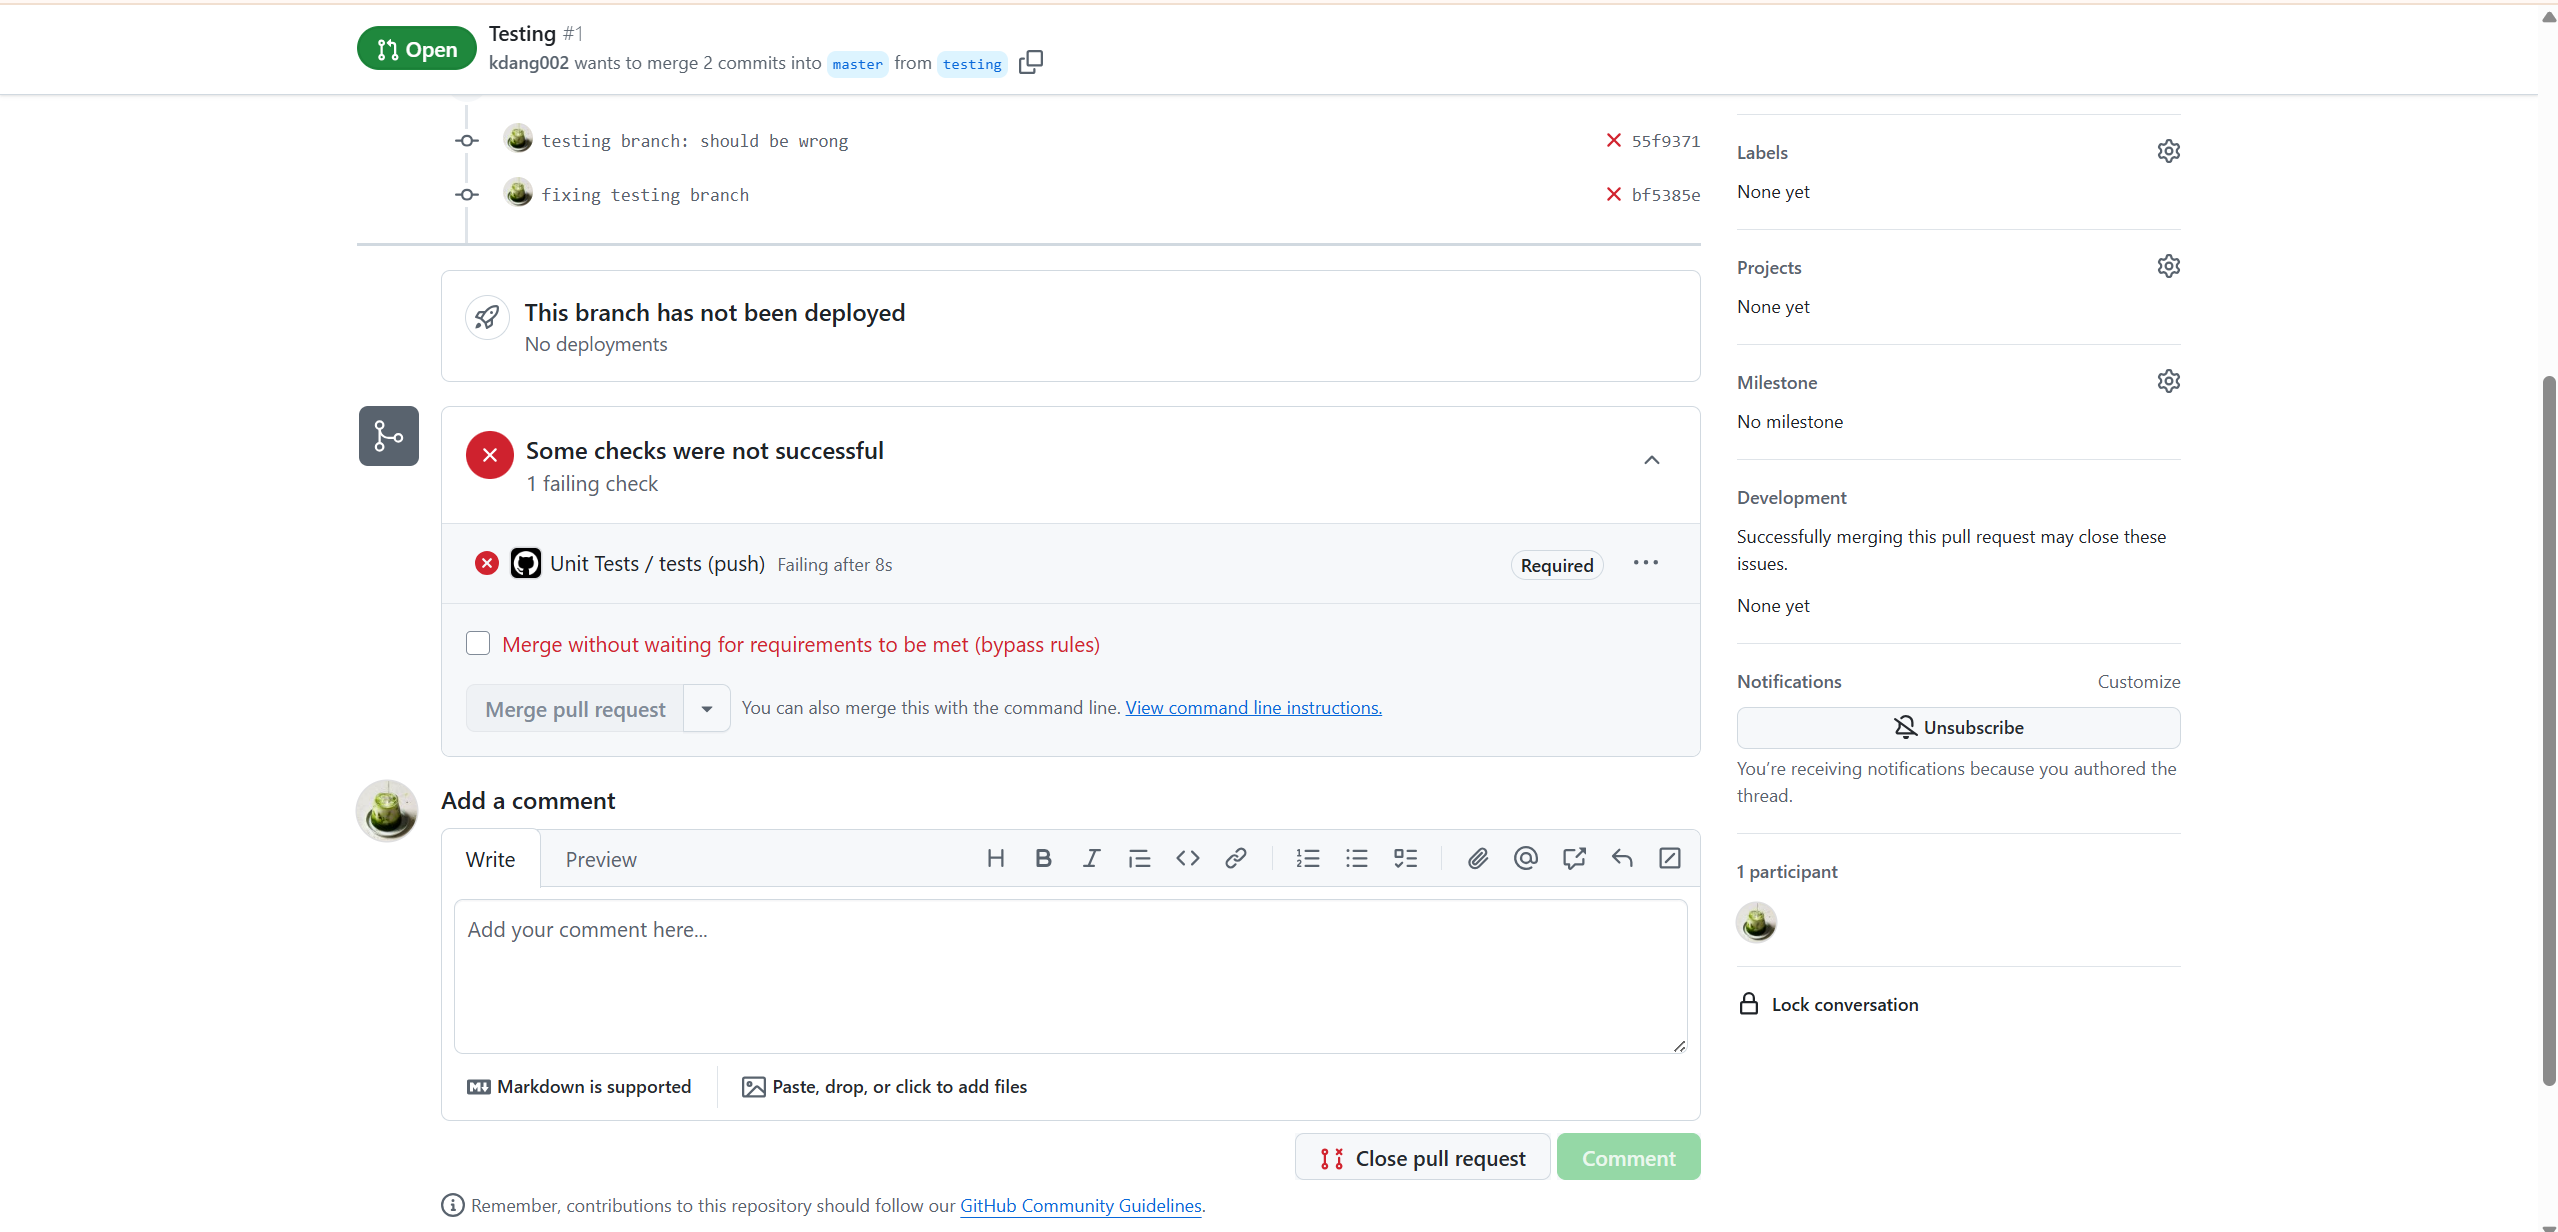 Open
Testing #1
kdang002 wants to merge 2 commits into master from testing
testing branch: should be wrong
55f9371
fixing testing branch
bf5385e
This branch has not been deployed
No deployments
Some checks were not successful
1 failing check
Unit Tests / tests (push) Failing after 8s
Required
Merge without waiting for requirements to be met (bypass rules)
Merge pull request
You can also merge this with the command line. View command line instructions.
Add a comment
Write
Preview
Add your comment here...
Markdown is supported
Paste, drop, or click to add files
Close pull request
Comment
Remember, contributions to this repository should follow our GitHub Community Guidelines.
Labels
None yet
Projects
None yet
Milestone
No milestone
Development
Successfully merging this pull request may close these
issues.
None yet
Notifications
Customize
Unsubscribe
You’re receiving notifications because you authored the
thread.
1 participant
Lock conversation